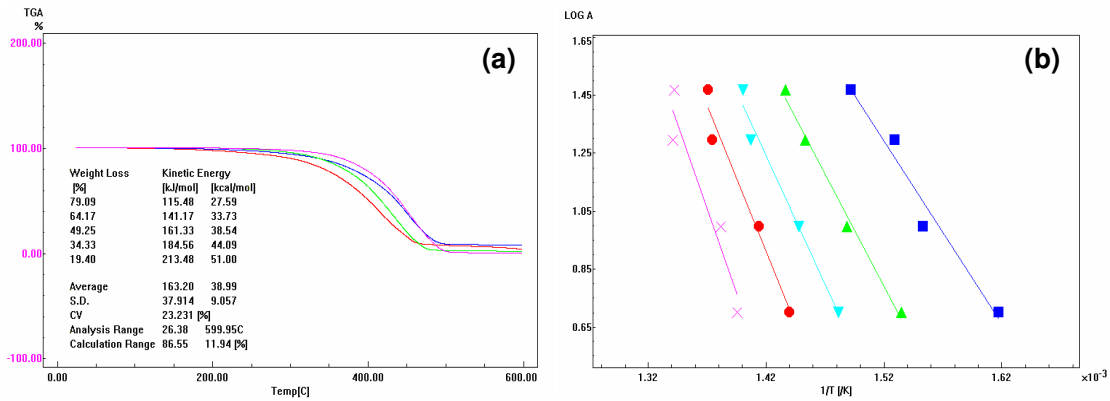 TGA
%
(a)
200.00
100.00
0.00
-100.00
Weight Loss Kinetic Energy
[%] [kJ/mol] [kcal/mol]
79.09 115.48 27.59
64.17 141.17 33.73
49.25 161.33 38.54
34.33 184.56 44.09
19.40 213.48 51.00
Average 163.20 38.99
S.D. 37.914 9.057
CV 23.231 [%]
Analysis Range 26.38 599.95C
Calculation Range 86.55 11.94 [%]
0.00 200.00 400.00 600.00
Temp[C]
LOG A
(b)
1.65
1.45
1.25
1.05
0.85
0.65
1.32 1.42 1.52 1.62 ×10⁻³
1/T [/K]